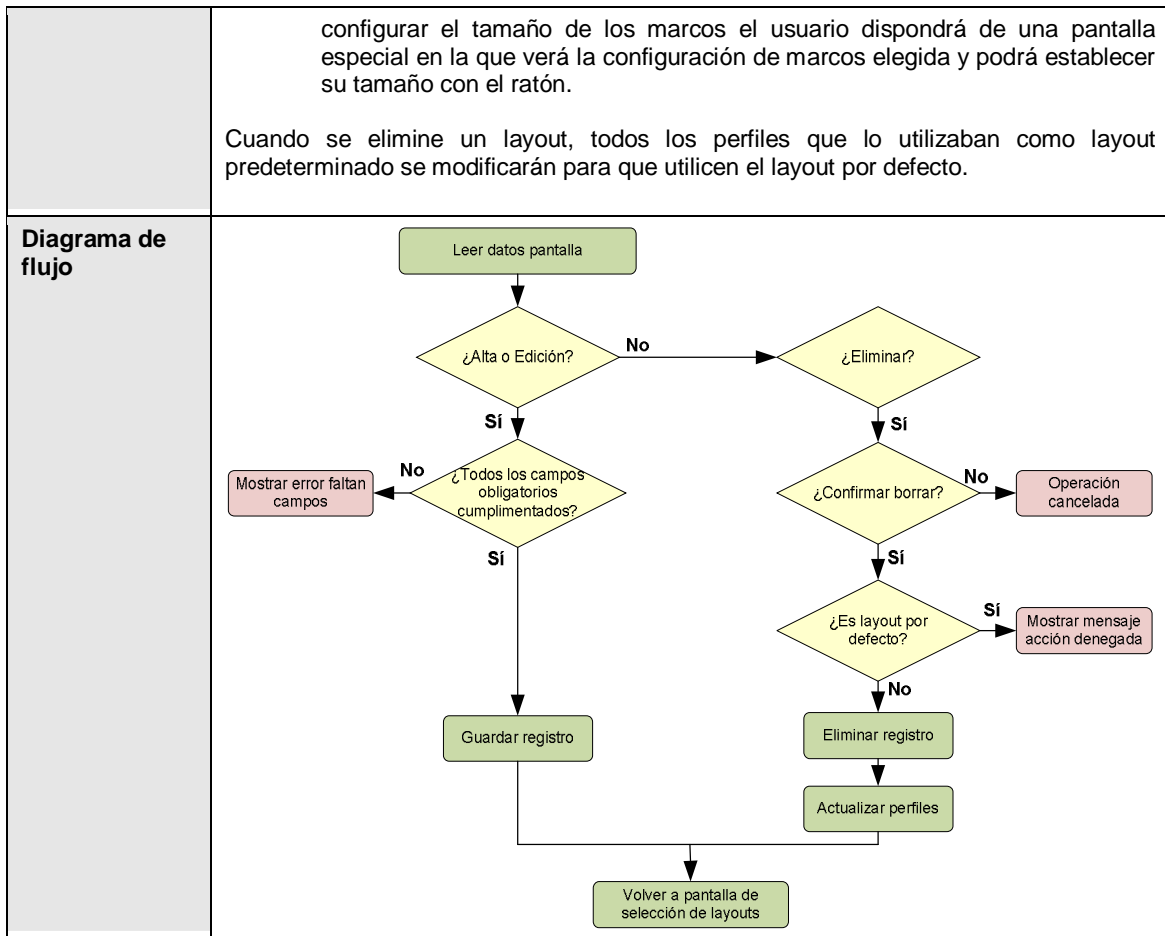 configurar el tamaño de los marcos el usuario dispondrá de una pantalla
especial en la que verá la configuración de marcos elegida y podrá establecer
su tamaño con el ratón.
Cuando se elimine un layout, todos los perfiles que lo utilizaban como layout
predeterminado se modificarán para que utilicen el layout por defecto.
Diagrama de
flujo
Leer datos pantalla
¿Alta o Edición?
No
¿Eliminar?
Sí
Sí
Mostrar error faltan
campos
No
¿Todos los campos
obligatorios
cumplimentados?
¿Confirmar borrar?
No
Operación
cancelada
Sí
Sí
¿Es layout por
defecto?
Sí
Mostrar mensaje
acción denegada
No
Guardar registro
Eliminar registro
Actualizar perfiles
Volver a pantalla de
selección de layouts